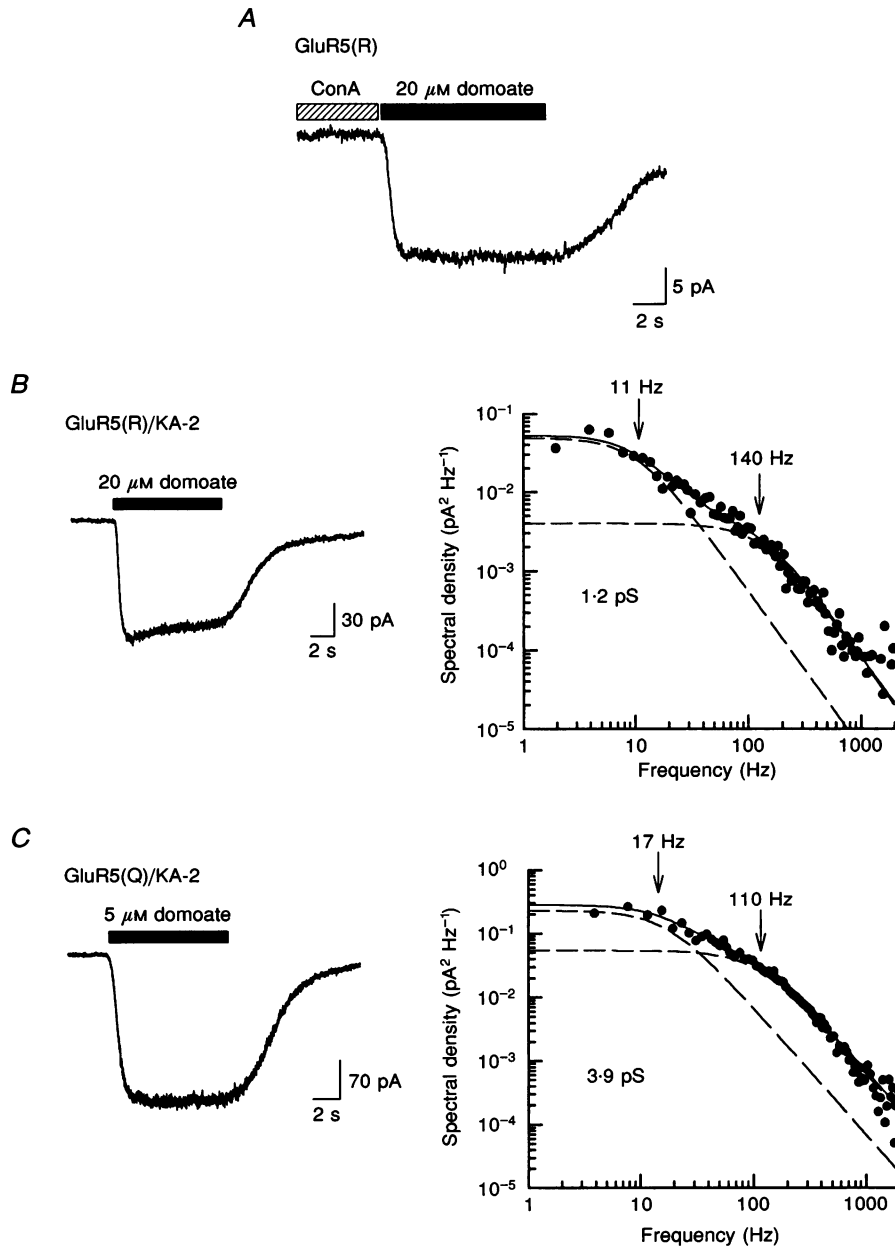 A
GluR5(R)
ConA
20 μM domoate
5 pA
2 s
B
GluR5(R)/KA-2
20 μM domoate
30 pA
2 s
11 Hz
140 Hz
Spectral density (pA² Hz⁻¹)
10⁻¹
10⁻²
10⁻³
10⁻⁴
10⁻⁵
1·2 pS
1
10
100
1000
Frequency (Hz)
C
GluR5(Q)/KA-2
5 μM domoate
70 pA
2 s
17 Hz
110 Hz
Spectral density (pA² Hz⁻¹)
10⁰
10⁻¹
10⁻²
10⁻³
10⁻⁴
10⁻⁵
3·9 pS
1
10
100
1000
Frequency (Hz)